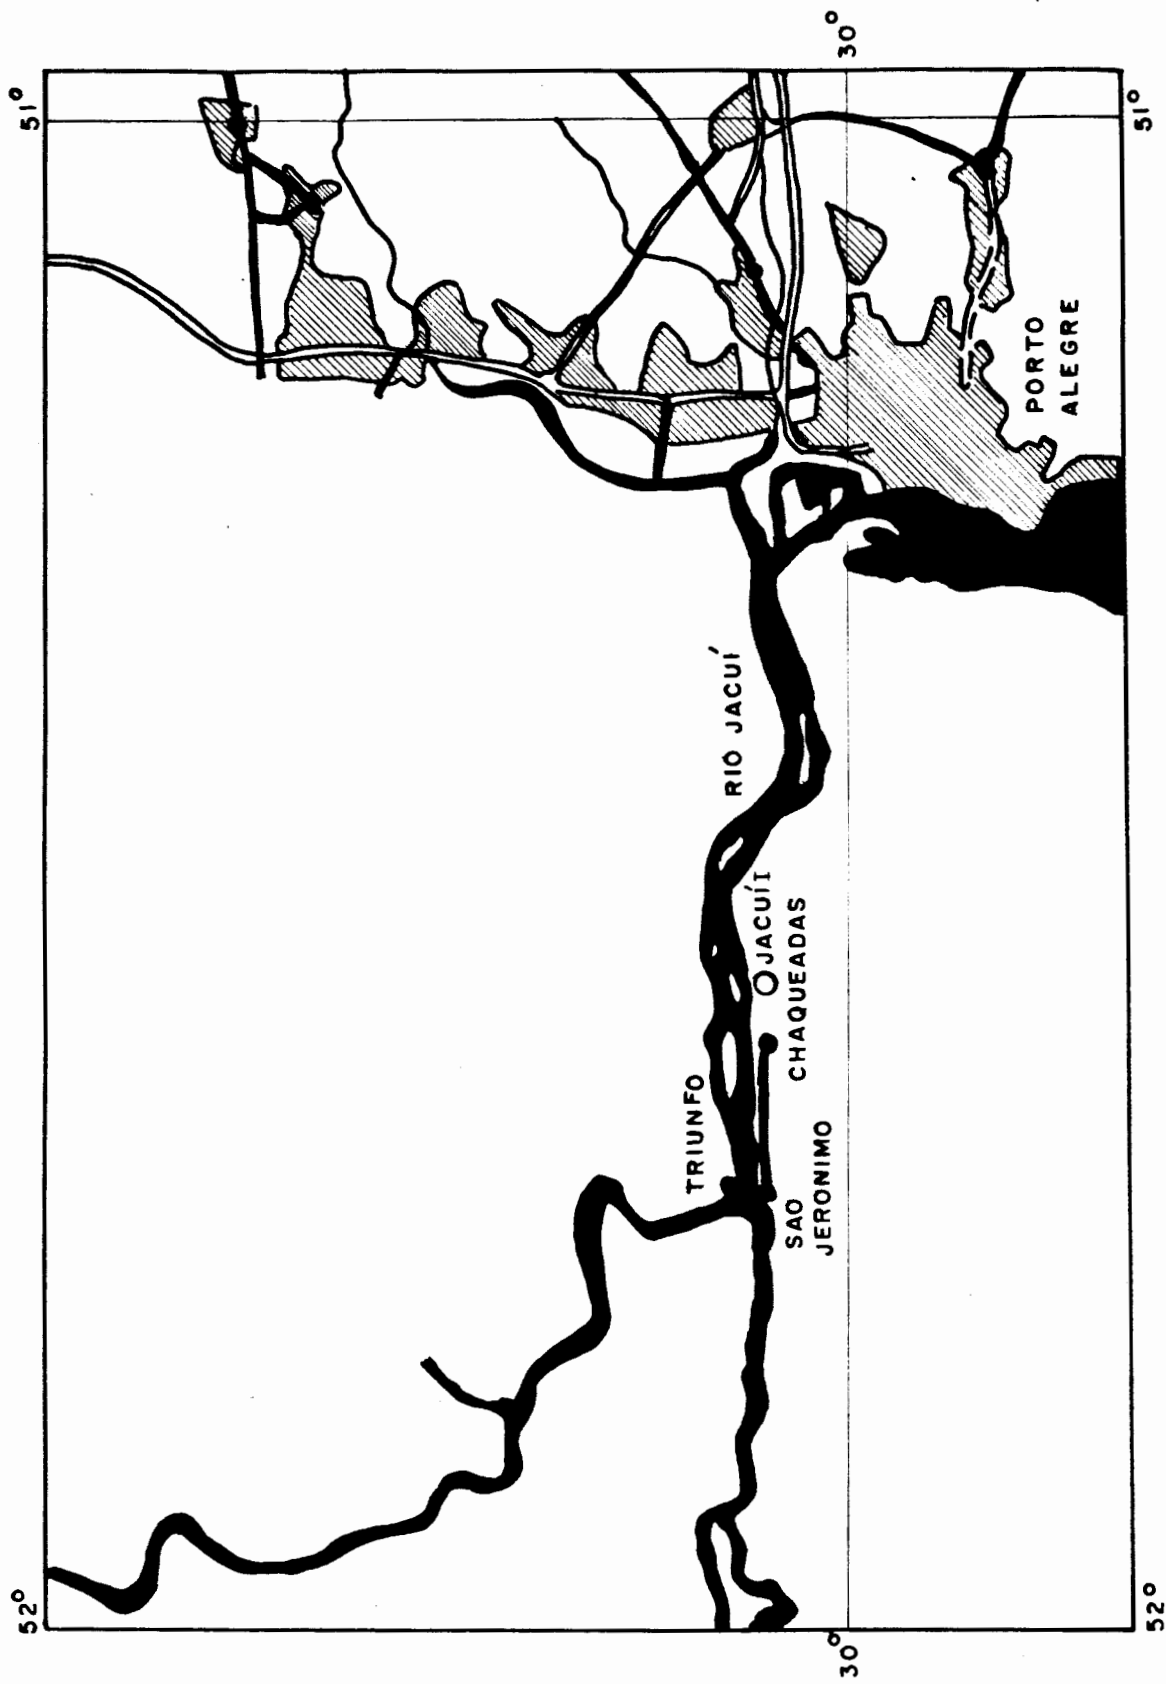 52°
51°
TRIUNFO
RIO JACUÍ
JACUÍ I
CHAQUEADAS
SAO
JERONIMO
30°
30°
PORTO
ALEGRE
52°
51°